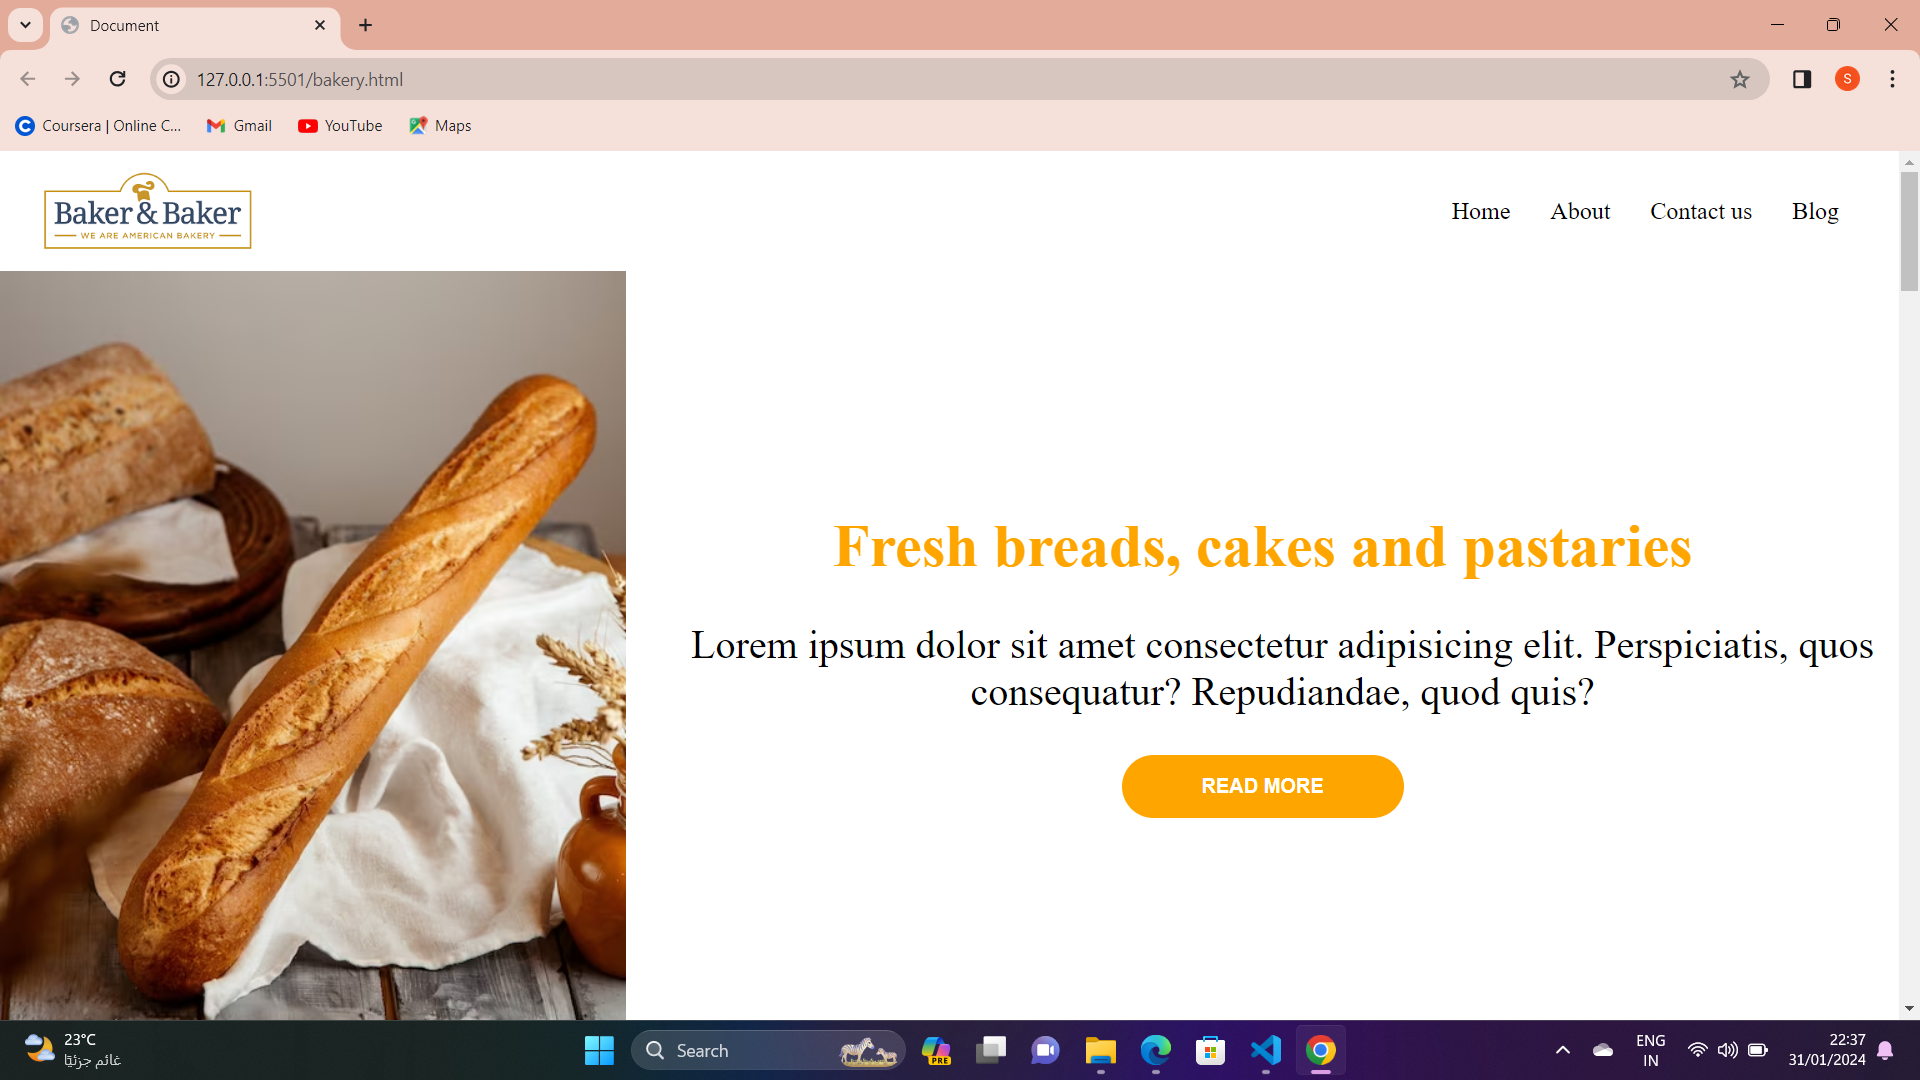 Document
127.0.0.1:5501/bakery.html
S
Coursera | Online C... Gmail YouTube Maps
Baker & Baker
WE ARE AMERICAN BAKERY
Home About Contact us Blog
Fresh breads, cakes and pastaries
Lorem ipsum dolor sit amet consectetur adipisicing elit. Perspiciatis, quos
consequatur? Repudiandae, quod quis?
READ MORE
23°C
غائم جزئيًا
Search
PRE
ENG
IN
22:37
31/01/2024